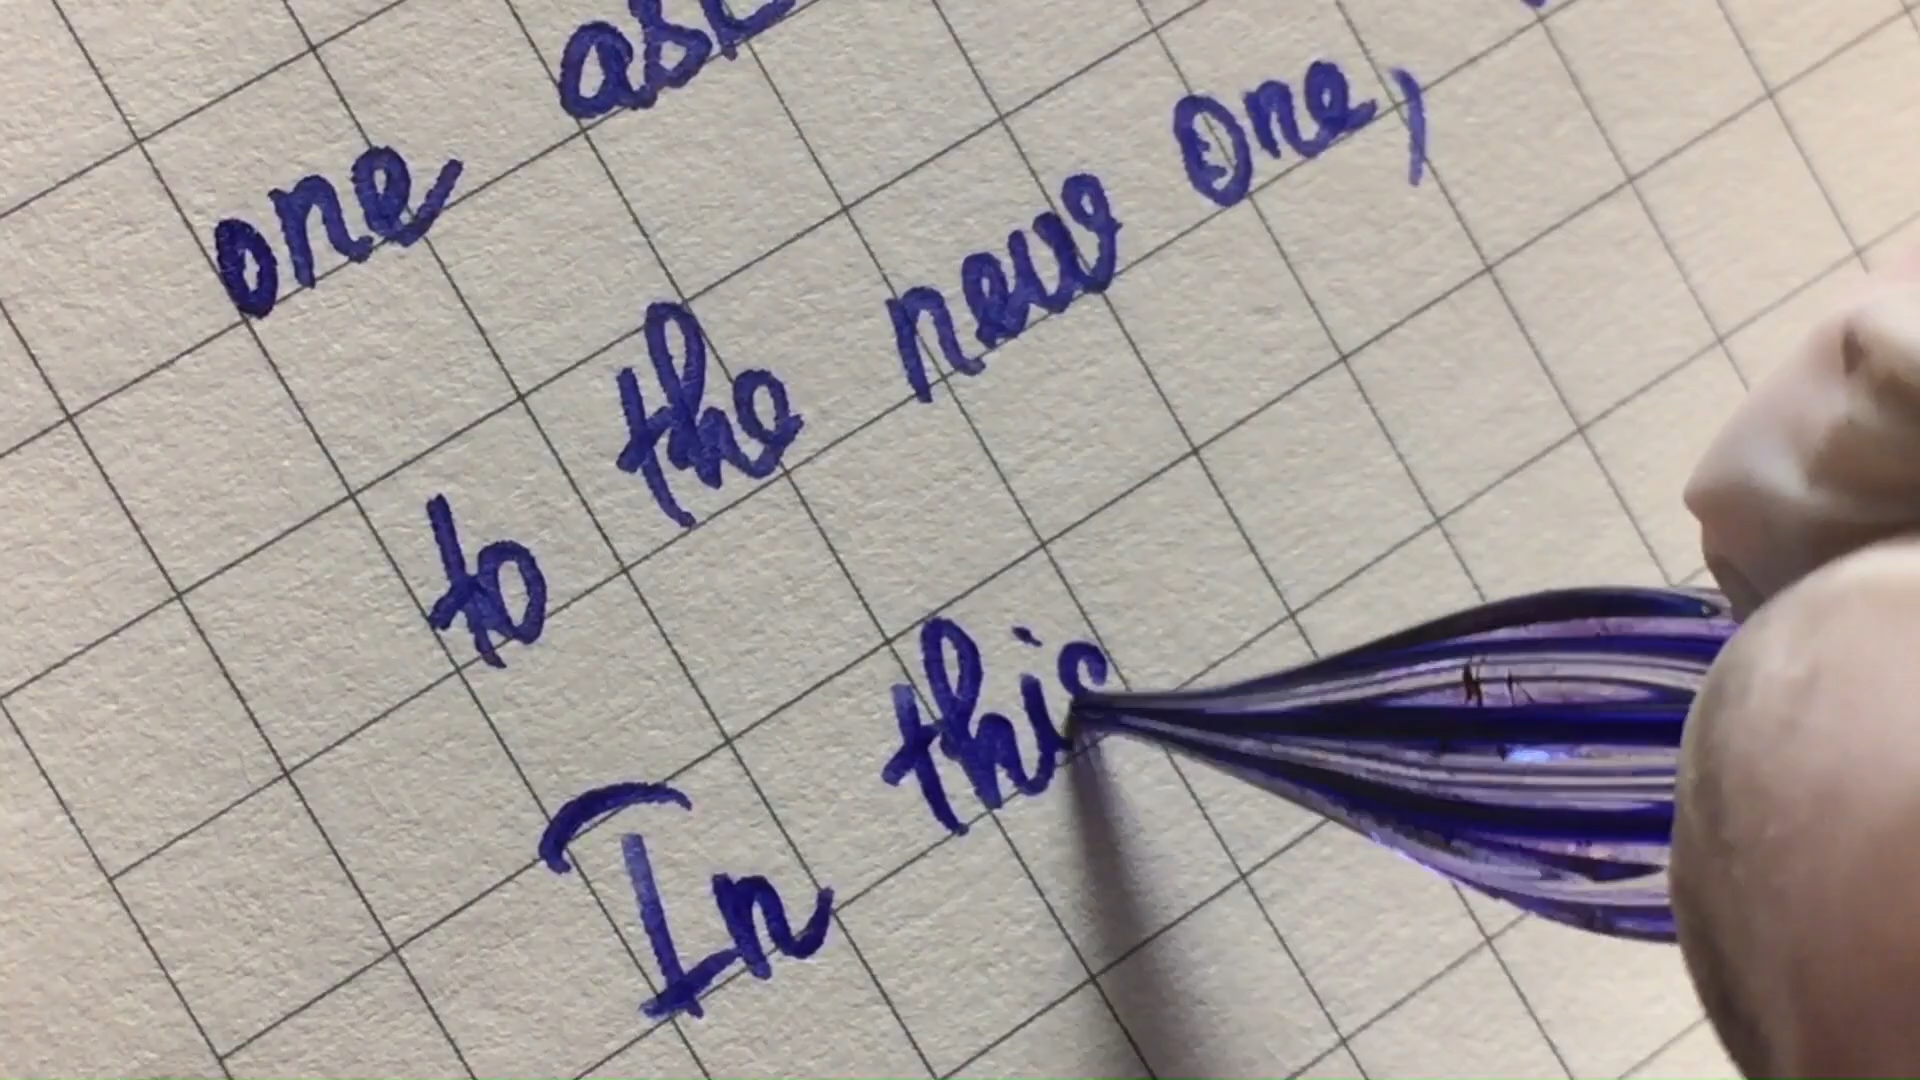 one
to the new one,
In this